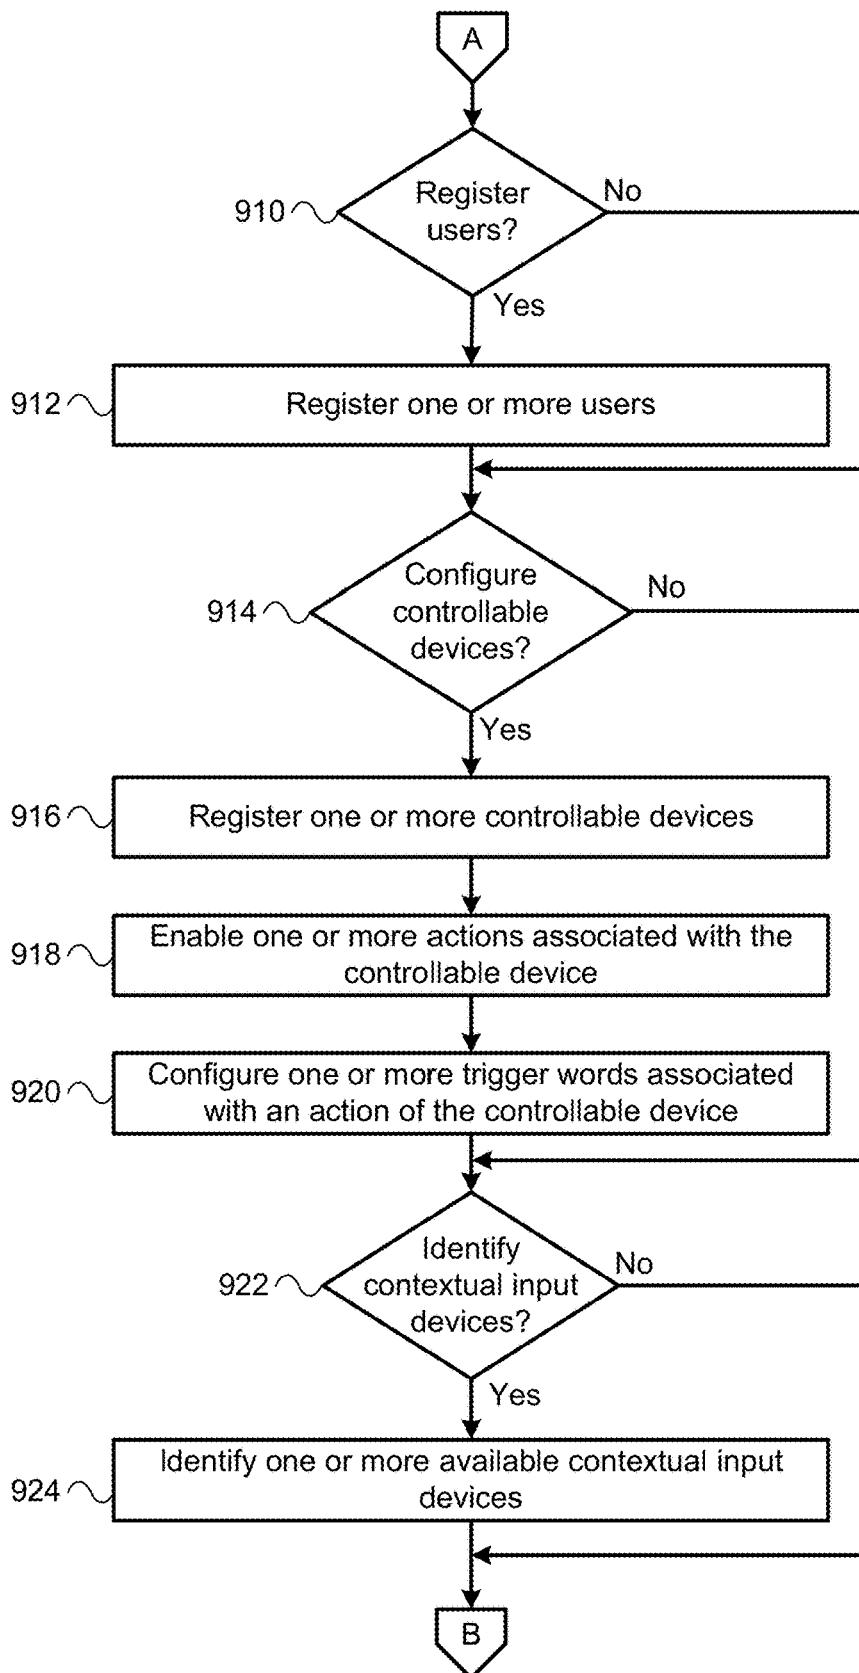 A
Register
users?
No
910
Yes
912
Register one or more users
Configure
controllable
devices?
No
914
Yes
916
Register one or more controllable devices
918
Enable one or more actions associated with the
controllable device
920
Configure one or more trigger words associated
with an action of the controllable device
Identify
contextual input
devices?
No
922
Yes
924
Identify one or more available contextual input
devices
B